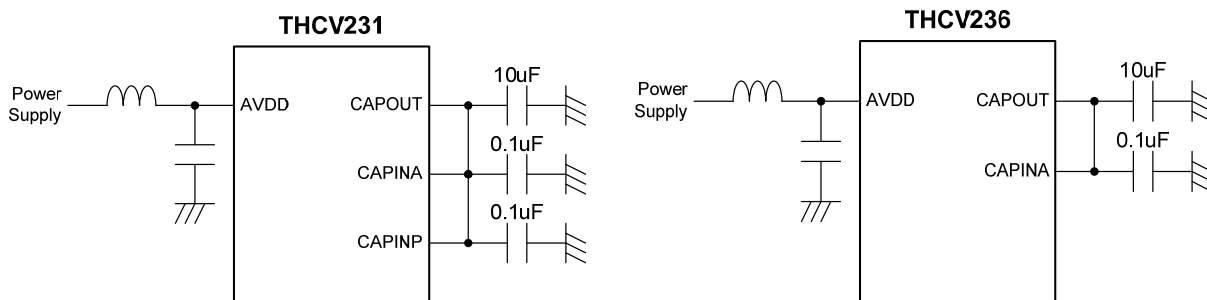 THCV231
Power
Supply
AVDD
CAPOUT
10uF
CAPINA
0.1uF
CAPINP
0.1uF
THCV236
Power
Supply
AVDD
CAPOUT
10uF
CAPINA
0.1uF